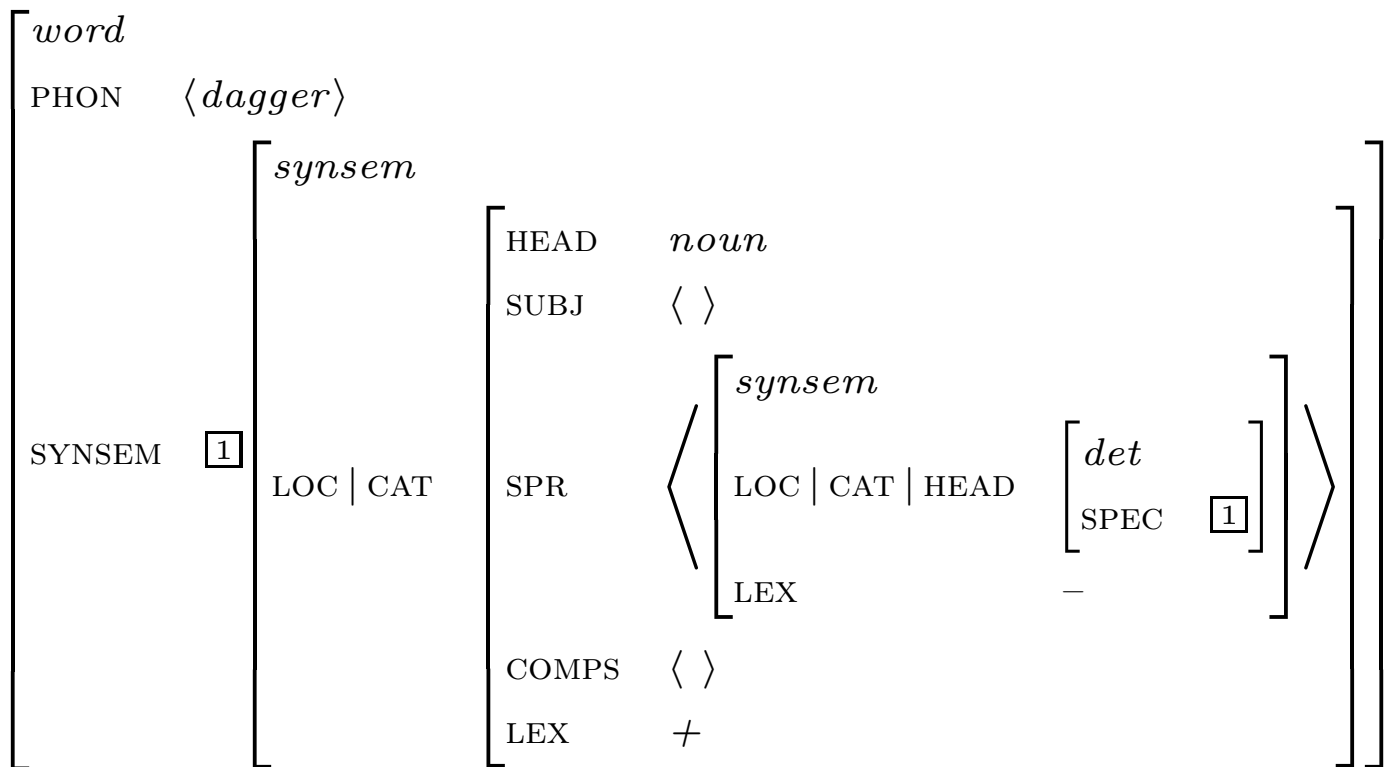 word
PHON ⟨dagger⟩
synsem
HEAD noun
SUBJ ⟨ ⟩
synsem
det
SYNSEM 1
LOC | CAT SPR ⟨ LOC | CAT | HEAD ⟩
SPEC 1
LEX –
COMPS ⟨ ⟩
LEX +